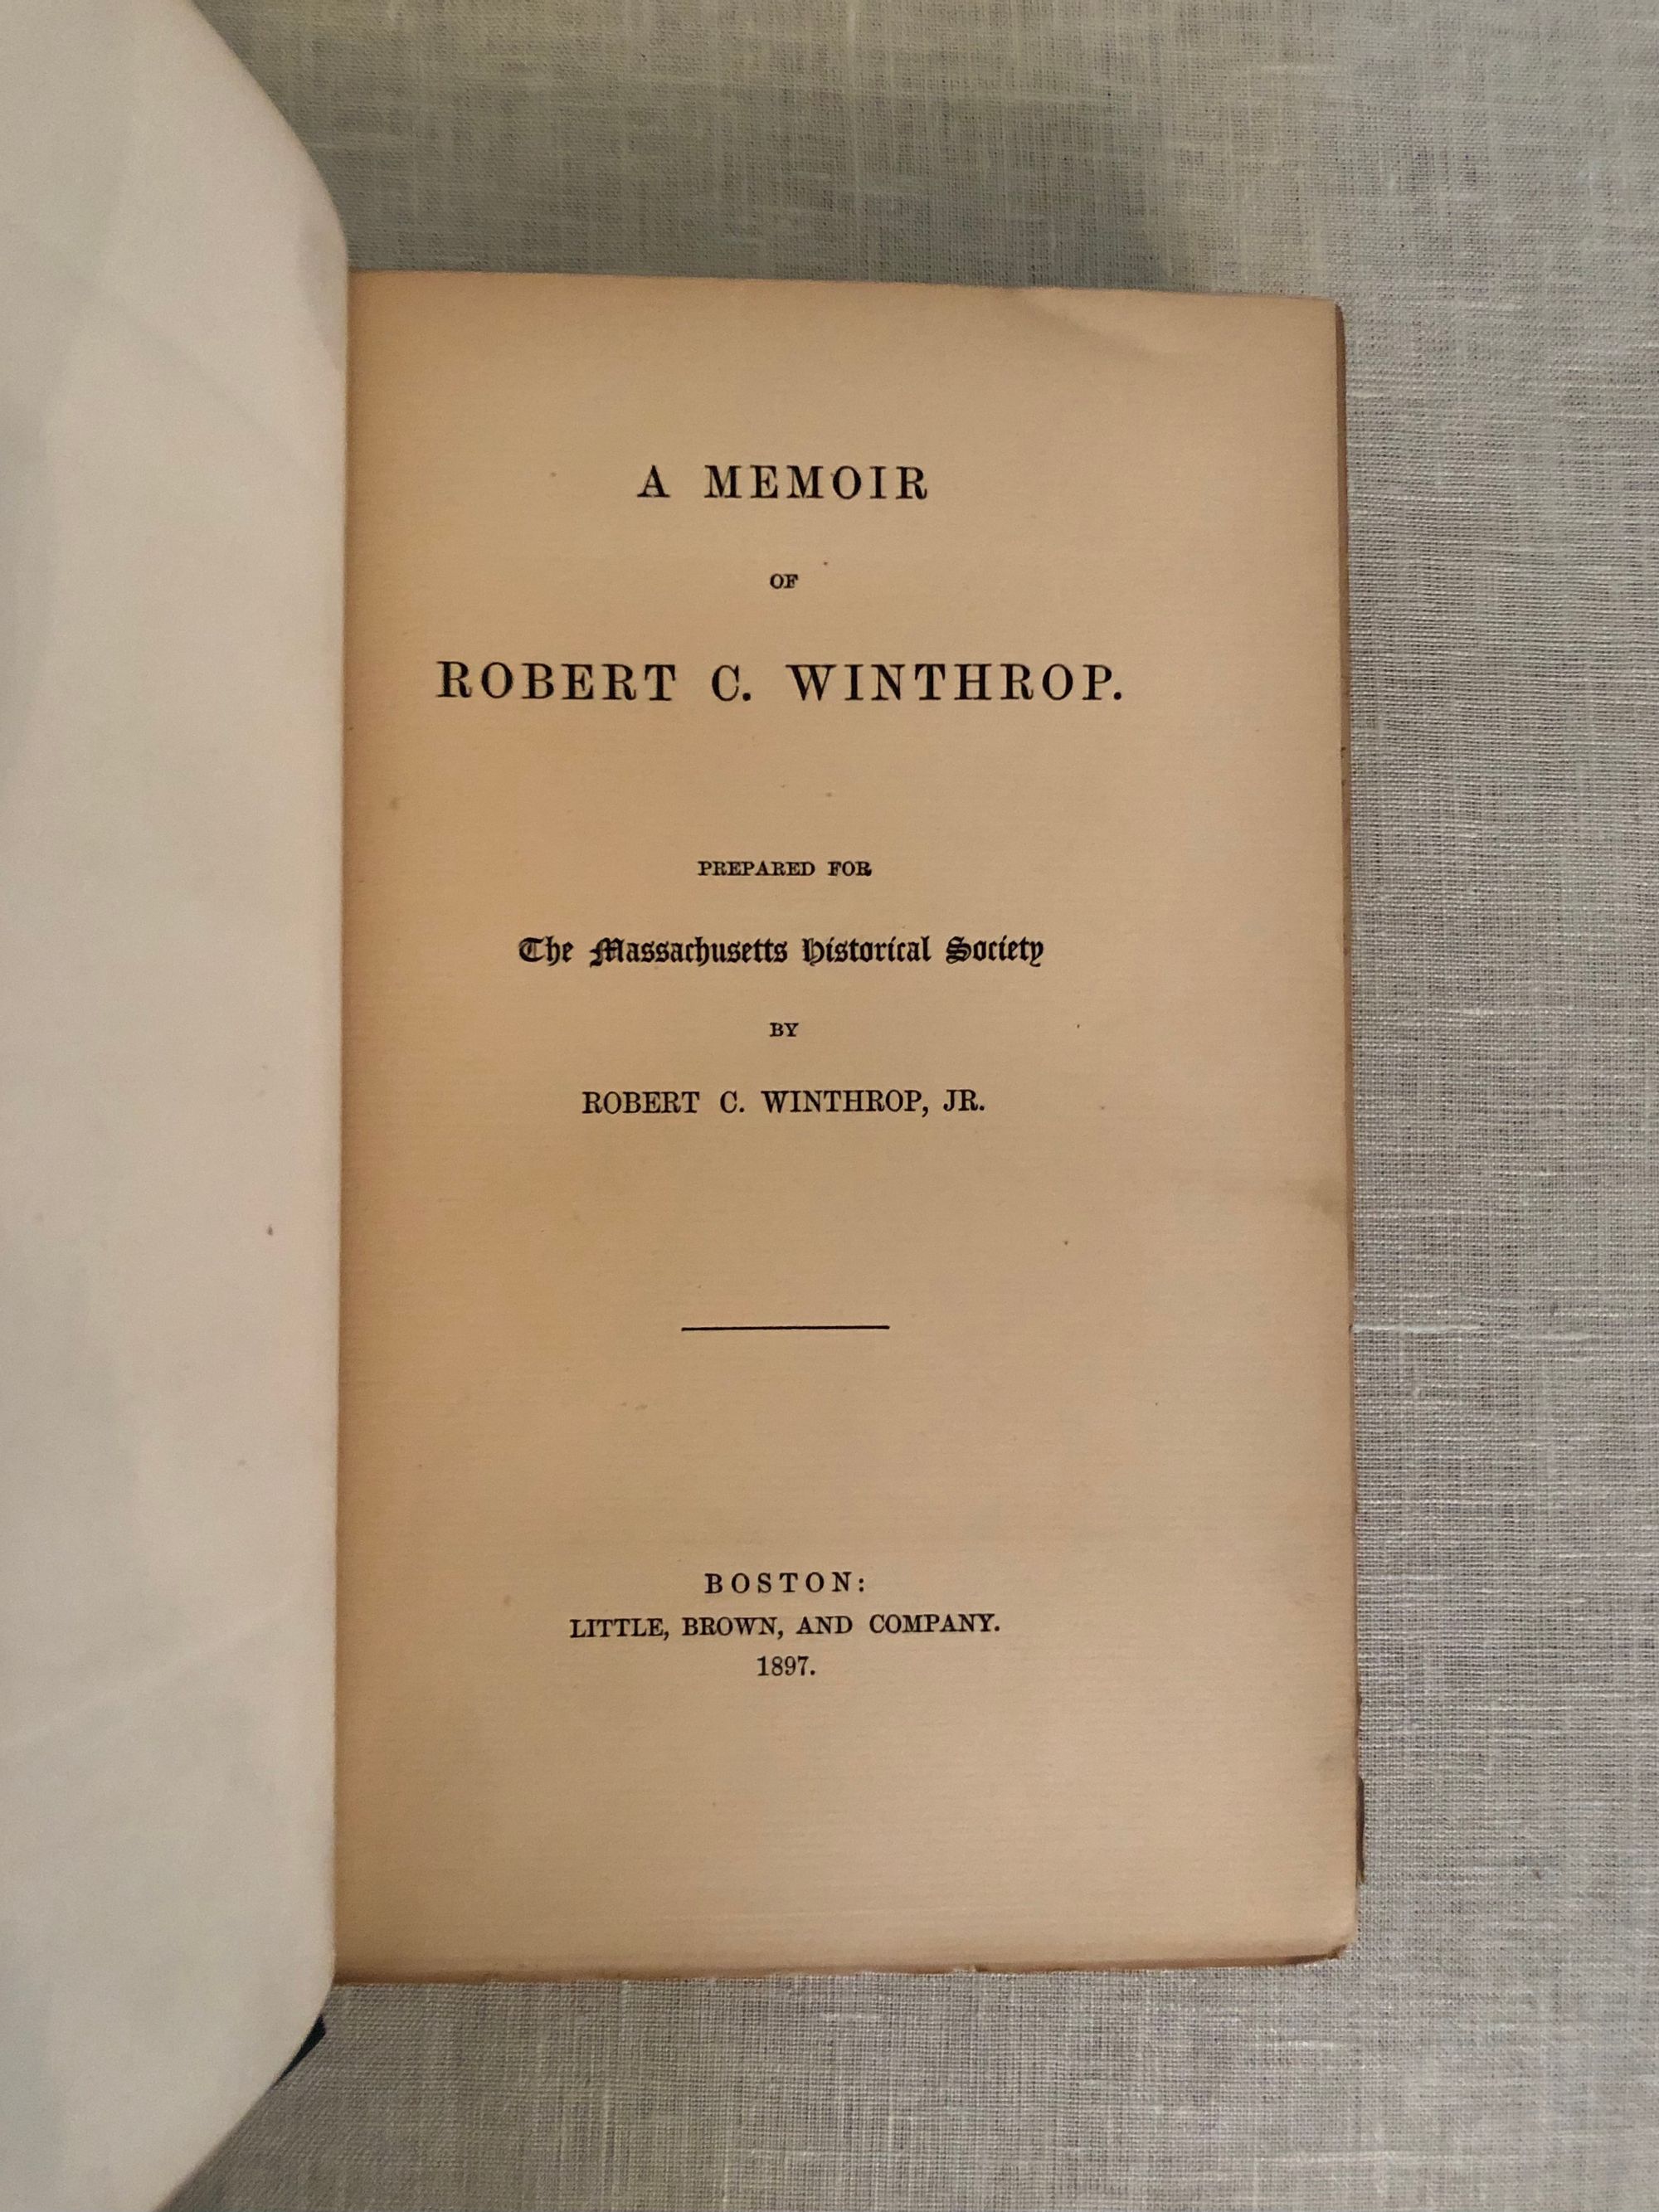 A MEMOIR
OF
ROBERT C. WINTHROP.
PREPARED FOR
The Massachusetts Historical Society
BY
ROBERT C. WINTHROP, JR.
BOSTON:
LITTLE, BROWN, AND COMPANY.
1897.